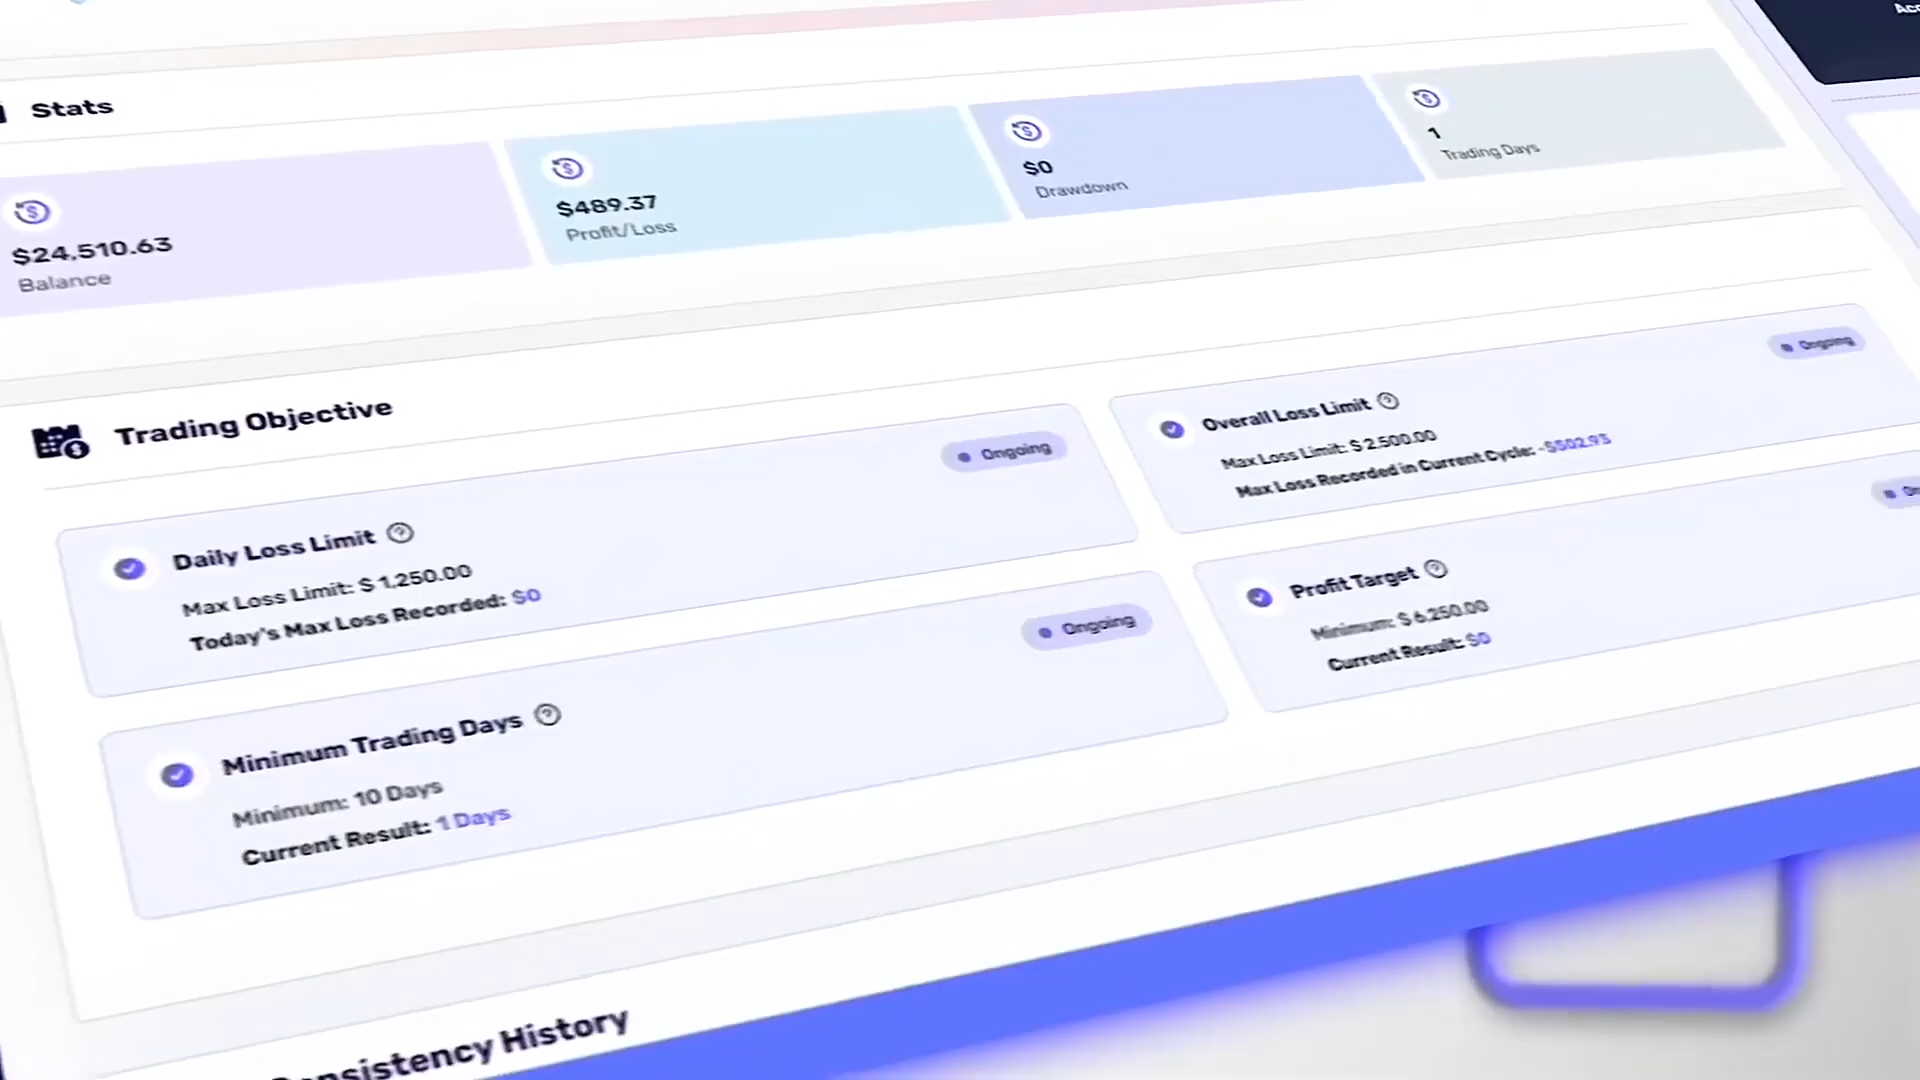 Stats
$24,510.63
Balance
$489.37
Profit/Loss
$0
Drawdown
1
Trading Days
Trading Objective
Daily Loss Limit
Ongoing
Max Loss Limit: $ 1,250.00
Today's Max Loss Recorded: $0
Overall Loss Limit
Ongoing
Max Loss Limit: $ 2,500.00
Max Loss Recorded in Current Cycle: -$502.93
Minimum Trading Days
Ongoing
Minimum: 10 Days
Current Result: 1 Days
Profit Target
Minimum: $ 6,250.00
Current Result: $0
Consistency History